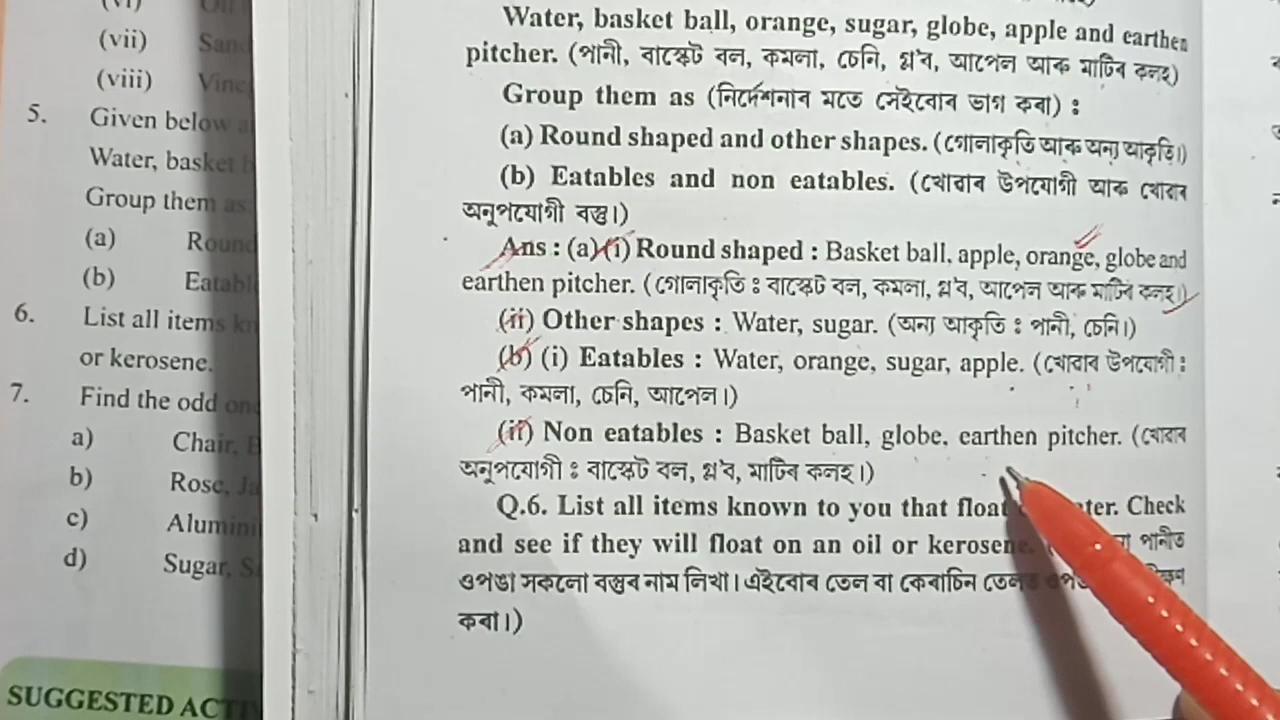 (vi)
(vii) Sand
(viii) Vine
5. Given below
Water, basket
Group them as
(a) Round
(b) Eatabl
6. List all items kn
or kerosene.
7. Find the odd one
a) Chair,
b) Rose, Ja
c) Alumini
d) Sugar, S
SUGGESTED ACTI
Water, basket ball, orange, sugar, globe, apple and earthen
pitcher. (পানী, বাস্কেট বল, কমলা, চেনি, গ্ল'ব, আপেল আৰু মাটিৰ কলহ)
Group them as (নিৰ্দেশনাৰ মতে সেইবোৰ ভাগ কৰা) :
(a) Round shaped and other shapes. (গোলাকৃতি আৰু অন্য আকৃতি।)
(b) Eatables and non eatables. (খোৱাৰ উপযোগী আৰু খোৱাৰ
অনুপযোগী বস্তু।)
Ans : (a) (i) Round shaped : Basket ball, apple, orange, globe and
earthen pitcher. (গোলাকৃতি ঃ বাস্কেট বল, কমলা, গ্ল'ব, আপেল আৰু মাটিৰ কলহ।)
(ii) Other shapes : Water, sugar. (অন্য আকৃতি ঃ পানী, চেনি।)
(b) (i) Eatables : Water, orange, sugar, apple. (খোৱাৰ উপযোগী ঃ
পানী, কমলা, চেনি, আপেল।)
(ii) Non eatables : Basket ball, globe. earthen pitcher. (খোৱাৰ
অনুপযোগী ঃ বাস্কেট বল, গ্ল'ব, মাটিৰ কলহ।)
Q.6. List all items known to you that float ter. Check
and see if they will float on an oil or kerosene. পানীত
ওপঙা সকলো বস্তুৰ নাম লিখা। এইবোৰ তেল বা কেৰাচিন তেলত
কৰা।)